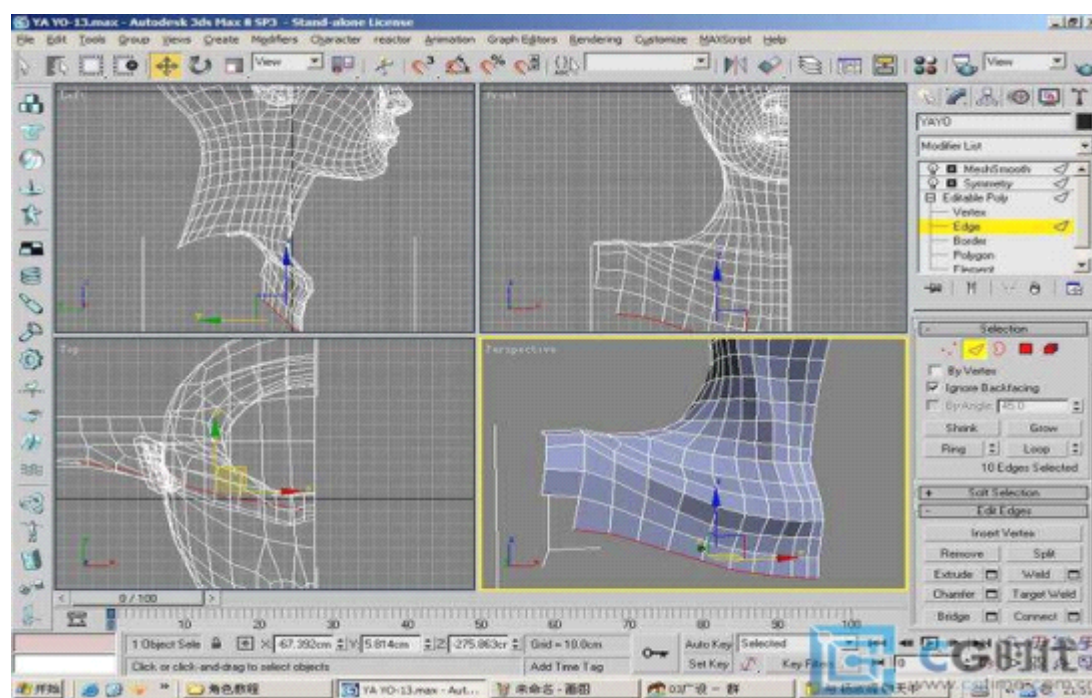 YA YO-13.max - Autodesk 3ds Max 8 SP3 - Stand-alone License
File Edit Tools Group Views Create Modifiers Character reactor Animation Graph Editors Rendering Customize MAXScript Help
View
View
Left
Front
YAYO
Modifier List
MeshSmooth
Symmetry
Editable Poly
Vertex
Edge
Border
Polygon
Element
Top
Perspective
Selection
By Vertex
Ignore Backfacing
By Angle: 45.0
Shrink Grow
Ring Loop
10 Edges Selected
+ Soft Selection
- Edit Edges
Insert Vertex
Remove Split
Extrude Weld
Chamfer Target Weld
Bridge Connect
0 / 100
10 20 30 40 50 60 70 80 90 100
1 Object Sele X: -67.392cm Y: 5.814cm Z: -275.863cr Grid = 10.0cm
Auto Key Selected
Click or click-and-drag to select objects
Add Time Tag
Set Key
0
CG时代
开始
角色教程
YA YO-13.max - Aut...
未命名 - 画图